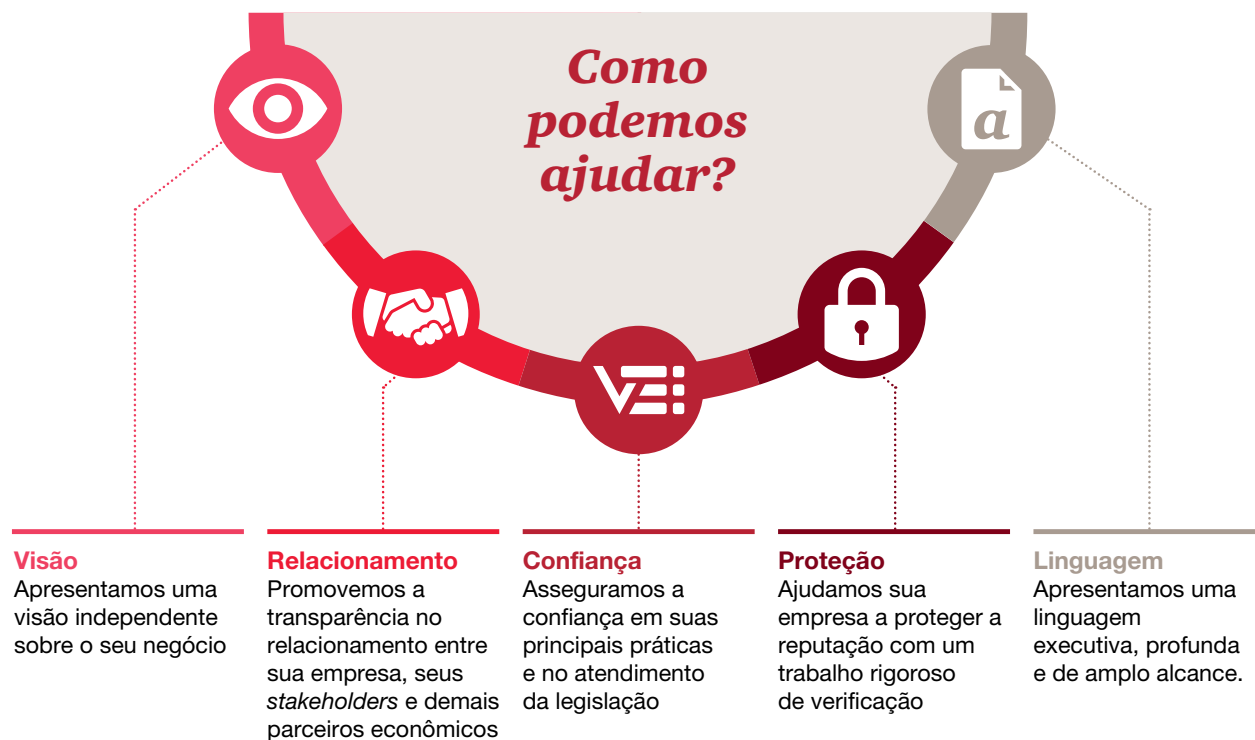 Como
podemos
ajudar?
a
Visão
Apresentamos uma
visão independente
sobre o seu negócio
Relacionamento
Promovemos a
transparência no
relacionamento entre
sua empresa, seus
stakeholders e demais
parceiros econômicos
Confiança
Asseguramos a
confiança em suas
principais práticas
e no atendimento
da legislação
Proteção
Ajudamos sua
empresa a proteger a
reputação com um
trabalho rigoroso
de verificação
Linguagem
Apresentamos uma
linguagem
executiva, profunda
e de amplo alcance.